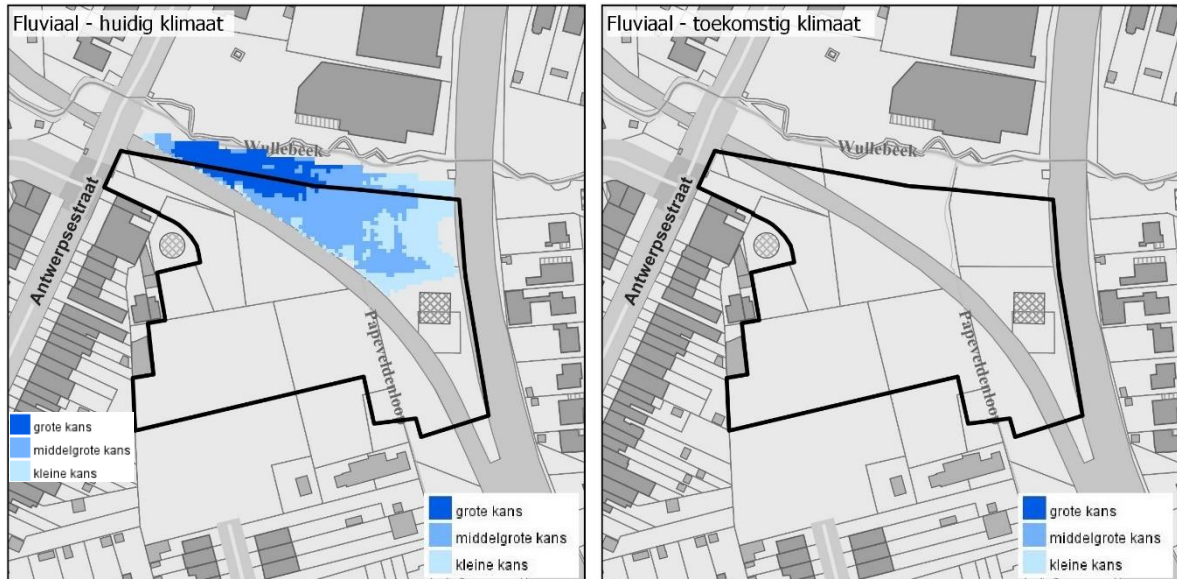 Fluviaal - huidig klimaat
Wullebeek
Antwerpsestraat
Papeveldenloop
grote kans
middelgrote kans
kleine kans
grote kans
middelgrote kans
kleine kans
Fluviaal - toekomstig klimaat
Wullebeek
Antwerpsestraat
Papeveldenloop
grote kans
middelgrote kans
kleine kans